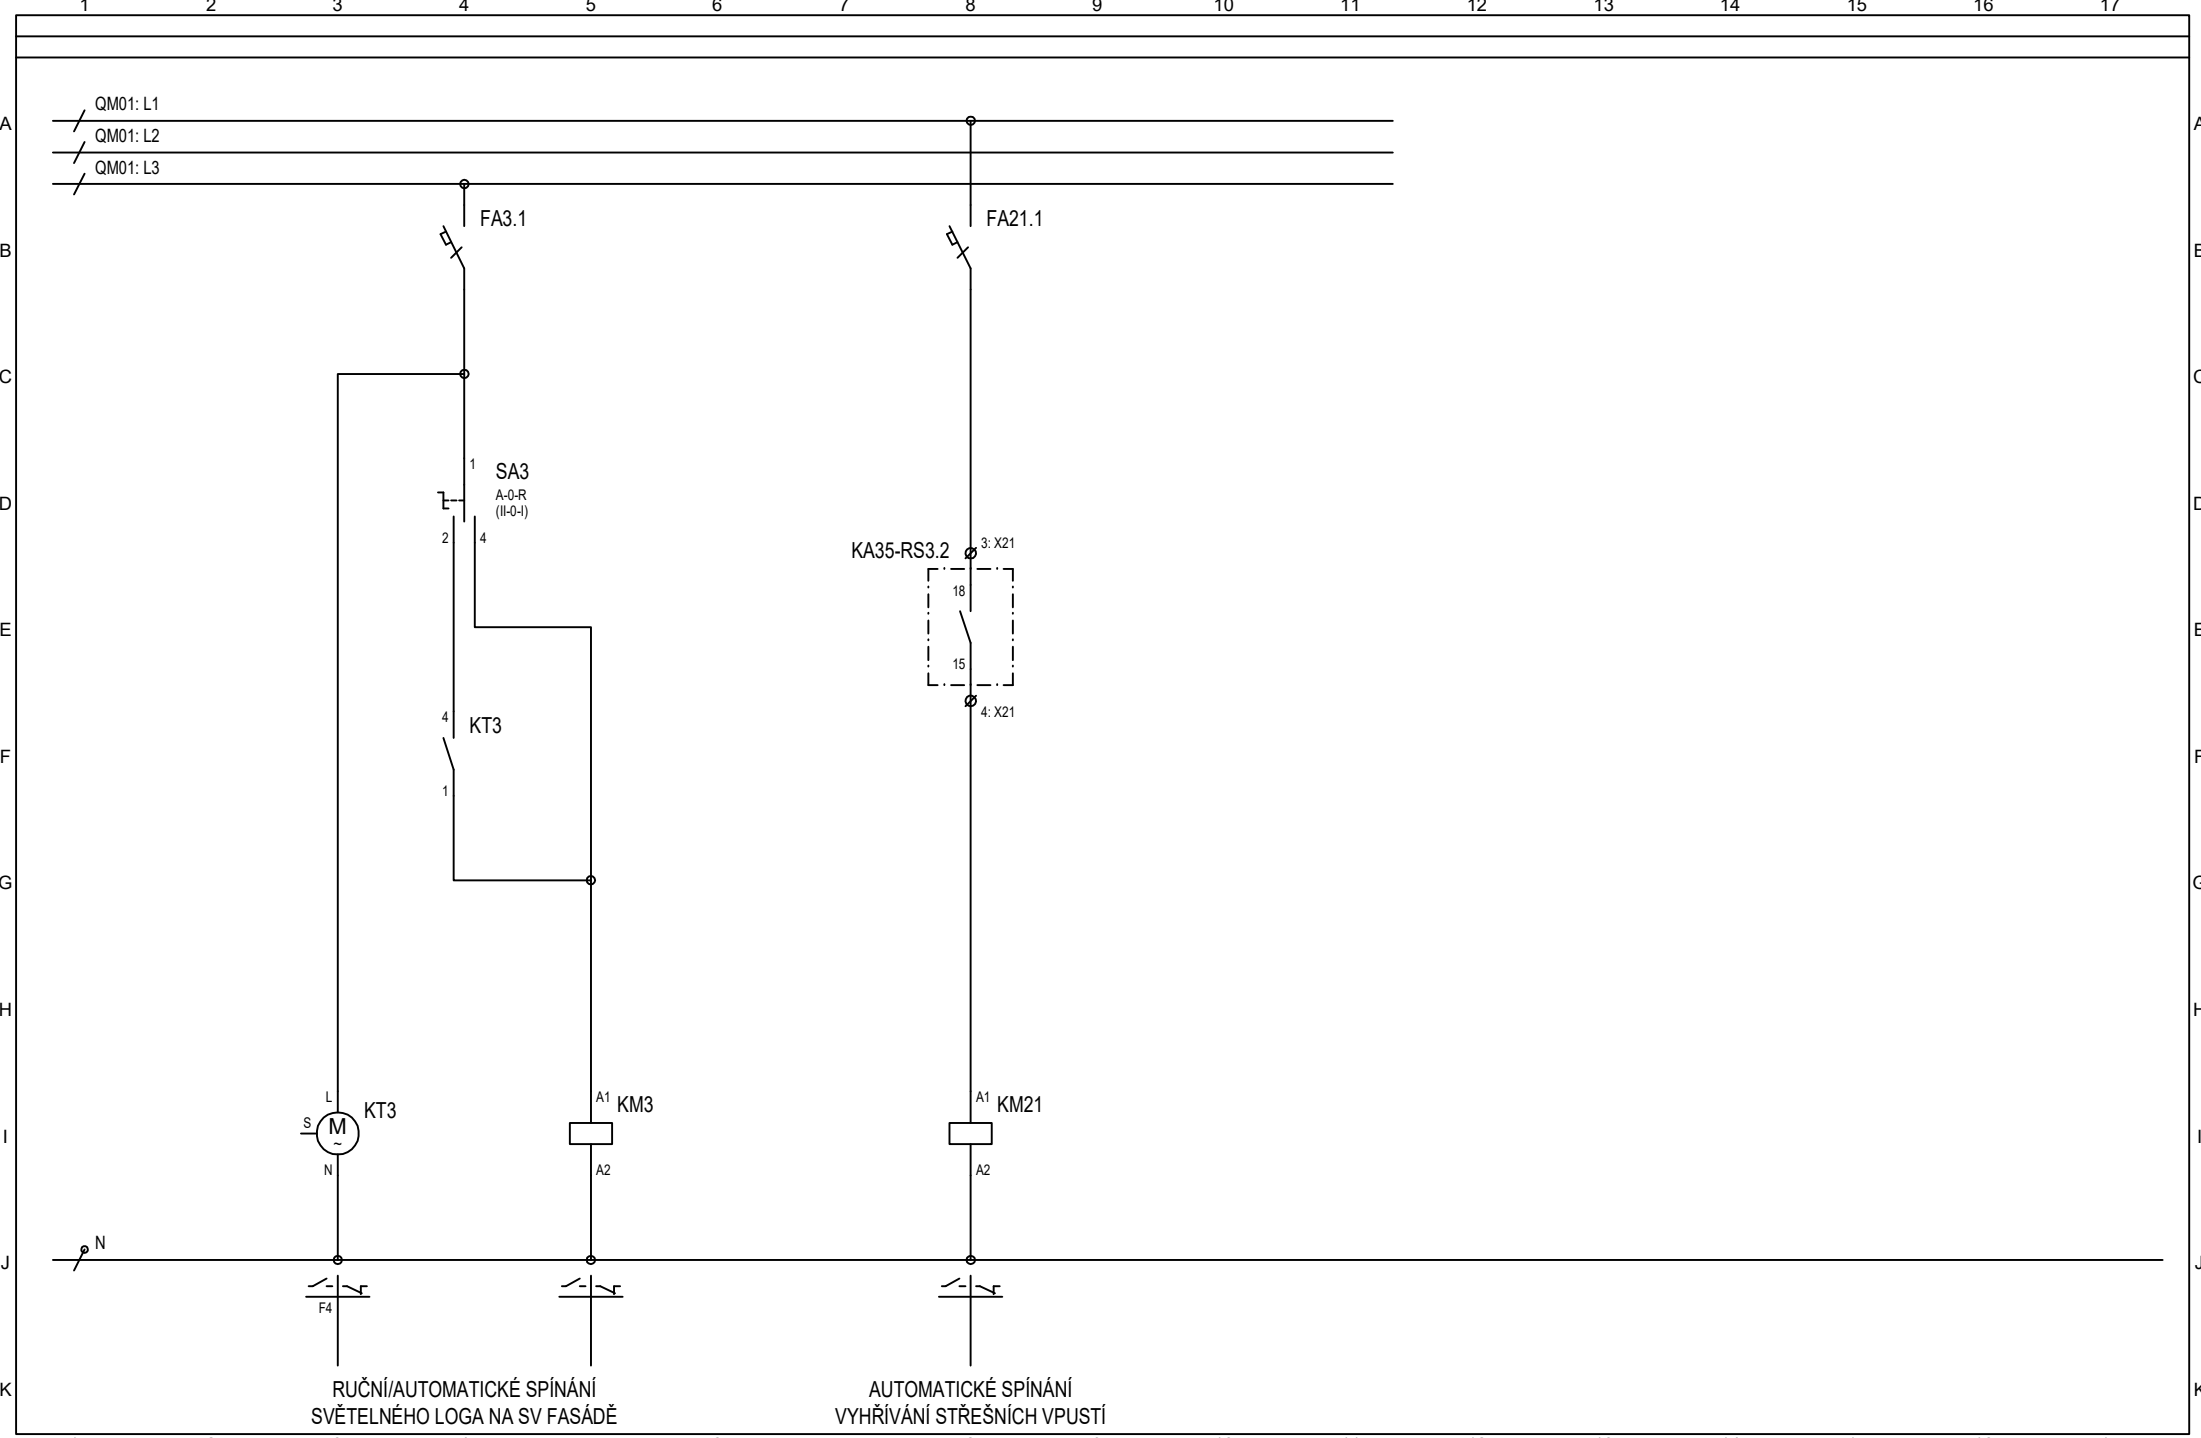 1 2 3 4 5 6 7 8 9 10 11 12 13 14 15 16 17
QM01: L1
A A
QM01: L2
QM01: L3
FA3.1 FA21.1
B
C
1 SA3
A-0-R
D D
(II-0-I)
2 4
3: X21
KA35-RS3.2
18
E
15
4: X21
4 KT3
F F
1
G
H H
L A1 KM3 A1 KM21
KT3
S M
~
I I
N A2 A2
N
J J
F4
K K
RUČNÍ/AUTOMATICKÉ SPÍNÁNÍ AUTOMATICKÉ SPÍNÁNÍ
SVĚTELNÉHO LOGA NA SV FASÁDĚ VYHŘÍVÁNÍ STŘEŠNÍCH VPUSTÍ